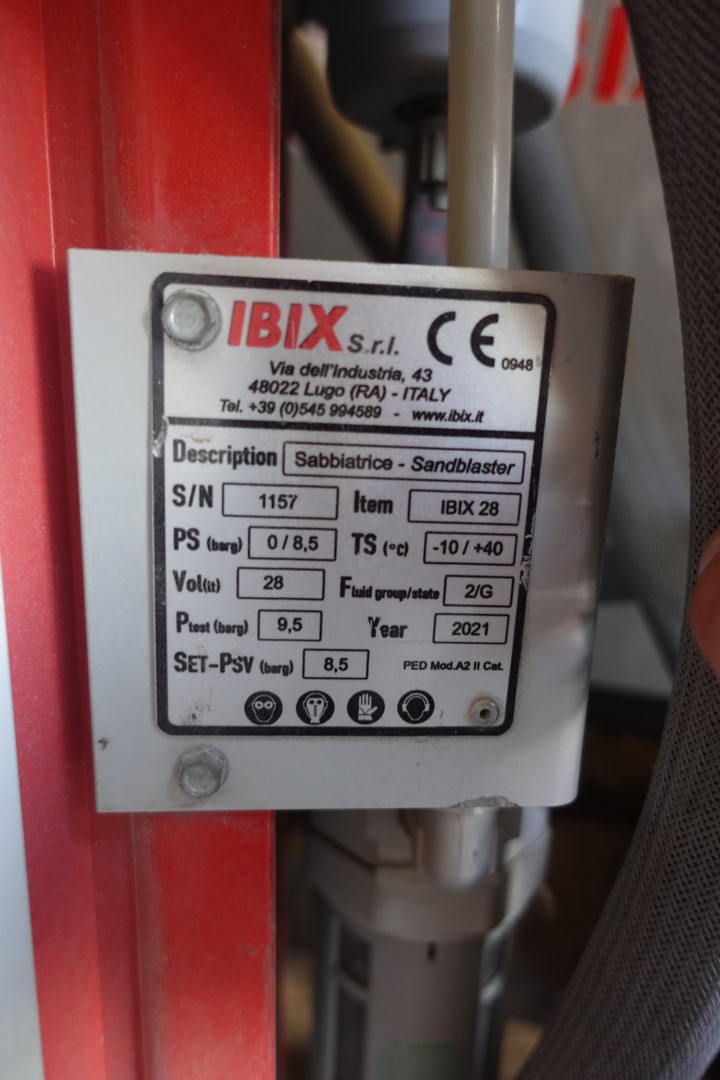 IBIX S.r.l. CE 0948
Via dell'Industria, 43
48022 Lugo (RA) - ITALY
Tel. +39 (0)545 994589 - www.ibix.it
Description Sabbiatrice - Sandblaster
S/N 1157 Item IBIX 28
PS (barg) 0 / 8,5 TS (°C) -10 / +40
Vol(lt) 28 Fluid group/state 2/G
Ptest (barg) 9,5 Year 2021
SET-PSV (barg) 8,5 PED Mod.A2 II Cat.